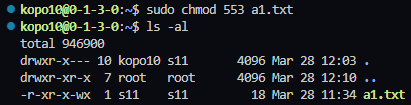 kopo10@0-1-3-0:~$ sudo chmod 553 a1.txt
kopo10@0-1-3-0:~$ ls -al
total 946900
drwxr-x--- 10 kopo10 s11 4096 Mar 28 12:03 .
drwxr-xr-x 7 root root 4096 Mar 28 12:10 ..
-r-xr-x-wx 1 s11 s11 18 Mar 28 11:34 a1.txt